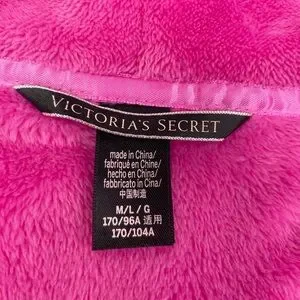 VICTORIA'S SECRET
made in China/
fabriqué en Chine/
hecho en China/
fabbricato in Cina/
中国制造
M/L/G
170/96A 适用
170/104A